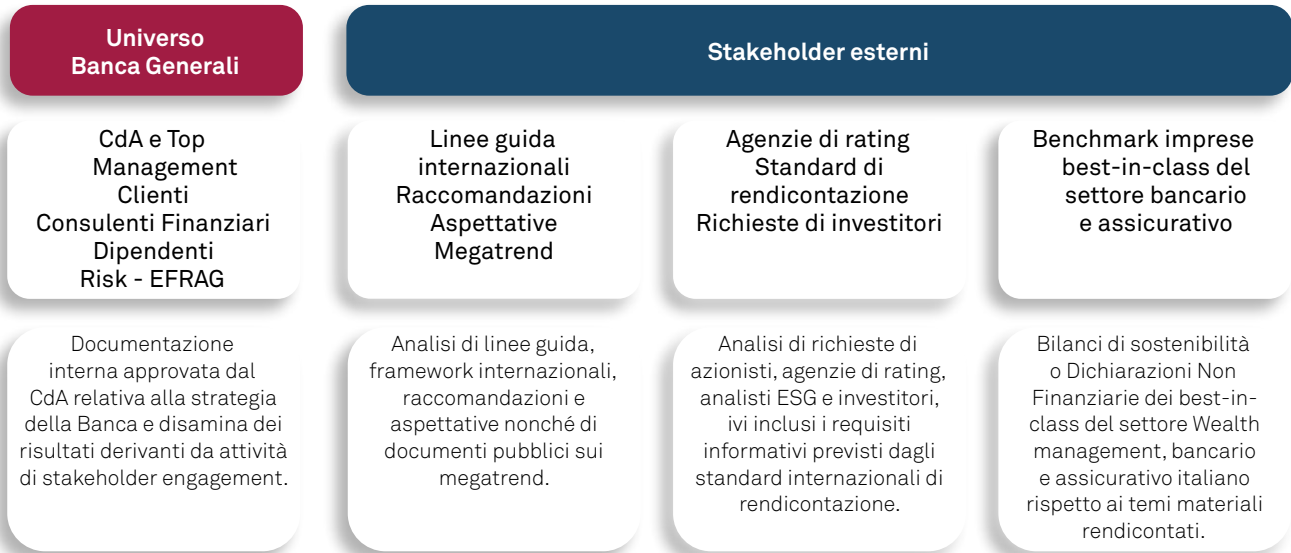 Universo
Banca Generali
Stakeholder esterni
CdA e Top
Management
Clienti
Consulenti Finanziari
Dipendenti
Risk - EFRAG
Linee guida
internazionali
Raccomandazioni
Aspettative
Megatrend
Agenzie di rating
Standard di
rendicontazione
Richieste di investitori
Benchmark imprese
best-in-class del
settore bancario
e assicurativo
Documentazione
interna approvata dal
CdA relativa alla strategia
della Banca e disamina dei
risultati derivanti da attività
di stakeholder engagement.
Analisi di linee guida,
framework internazionali,
raccomandazioni e
aspettative nonché di
documenti pubblici sui
megatrend.
Analisi di richieste di
azionisti, agenzie di rating,
analisti ESG e investitori,
ivi inclusi i requisiti
informativi previsti dagli
standard internazionali di
rendicontazione.
Bilanci di sostenibilità
o Dichiarazioni Non
Finanziarie dei best-in-
class del settore Wealth
management, bancario
e assicurativo italiano
rispetto ai temi materiali
rendicontati.